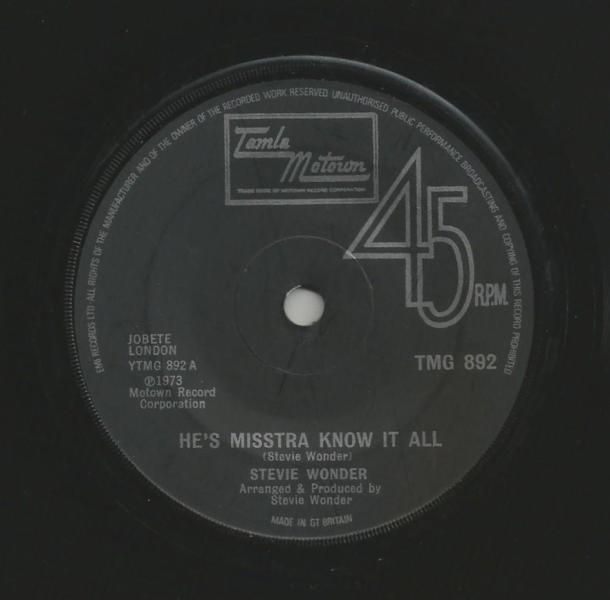 EMI RECORDS LTD ALL RIGHTS OF THE MANUFACTURER AND OF THE OWNER OF THE RECORDED WORK RESERVED UNAUTHORISED PUBLIC PERFORMANCE BROADCASTING AND COPYING OF THIS RECORD PROHIBITED
Tamla
Motown
TRADE MARK OF MOTOWN RECORD CORPORATION
45
R.P.M.
JOBETE
LONDON
YTMG 892 A
℗1973
Motown Record
Corporation
TMG 892
HE'S MISSTRA KNOW IT ALL
(Stevie Wonder)
STEVIE WONDER
Arranged & Produced by
Stevie Wonder
MADE IN GT BRITAIN